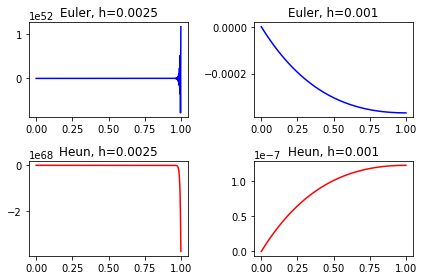 Euler, h=0.0025
1e52
1
0
0.00 0.25 0.50 0.75 1.00
Euler, h=0.001
0.0000
−0.0002
0.00 0.25 0.50 0.75 1.00
Heun, h=0.0025
1e68
0
−2
0.00 0.25 0.50 0.75 1.00
Heun, h=0.001
1e-7
1.0
0.5
0.0
0.00 0.25 0.50 0.75 1.00